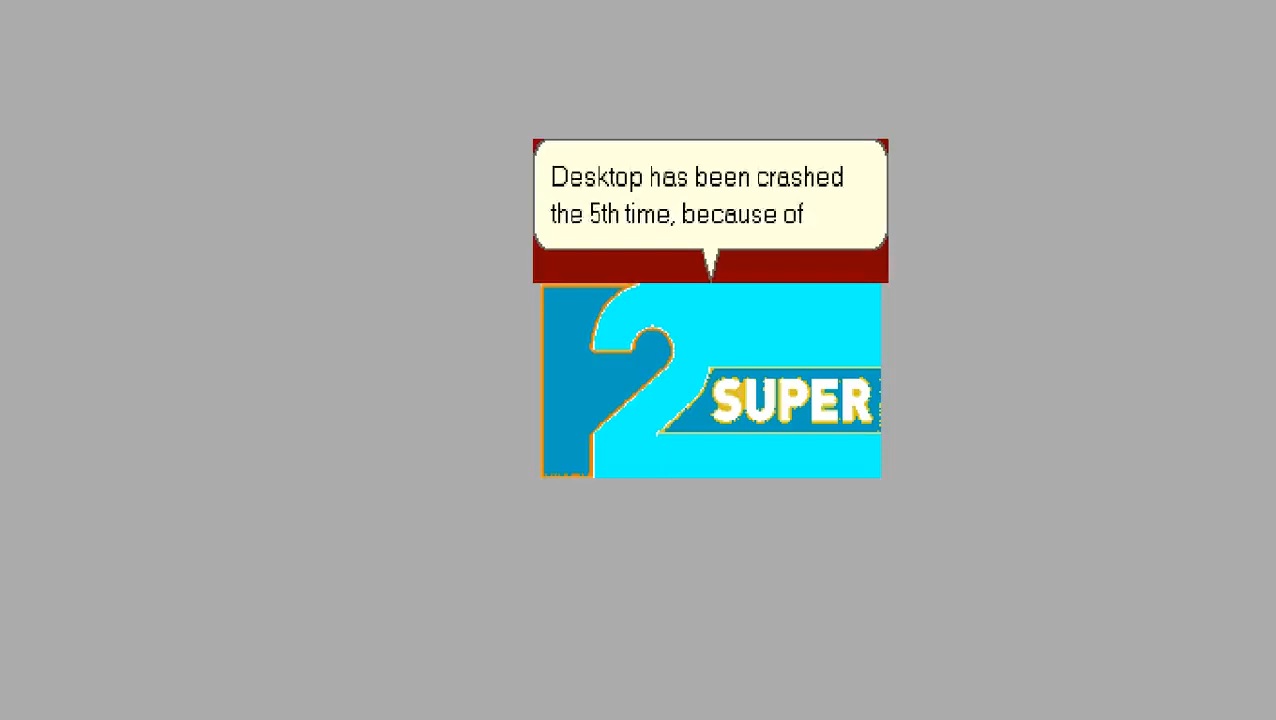 Desktop has been crashed
the 5th time, because of
2
SUPER